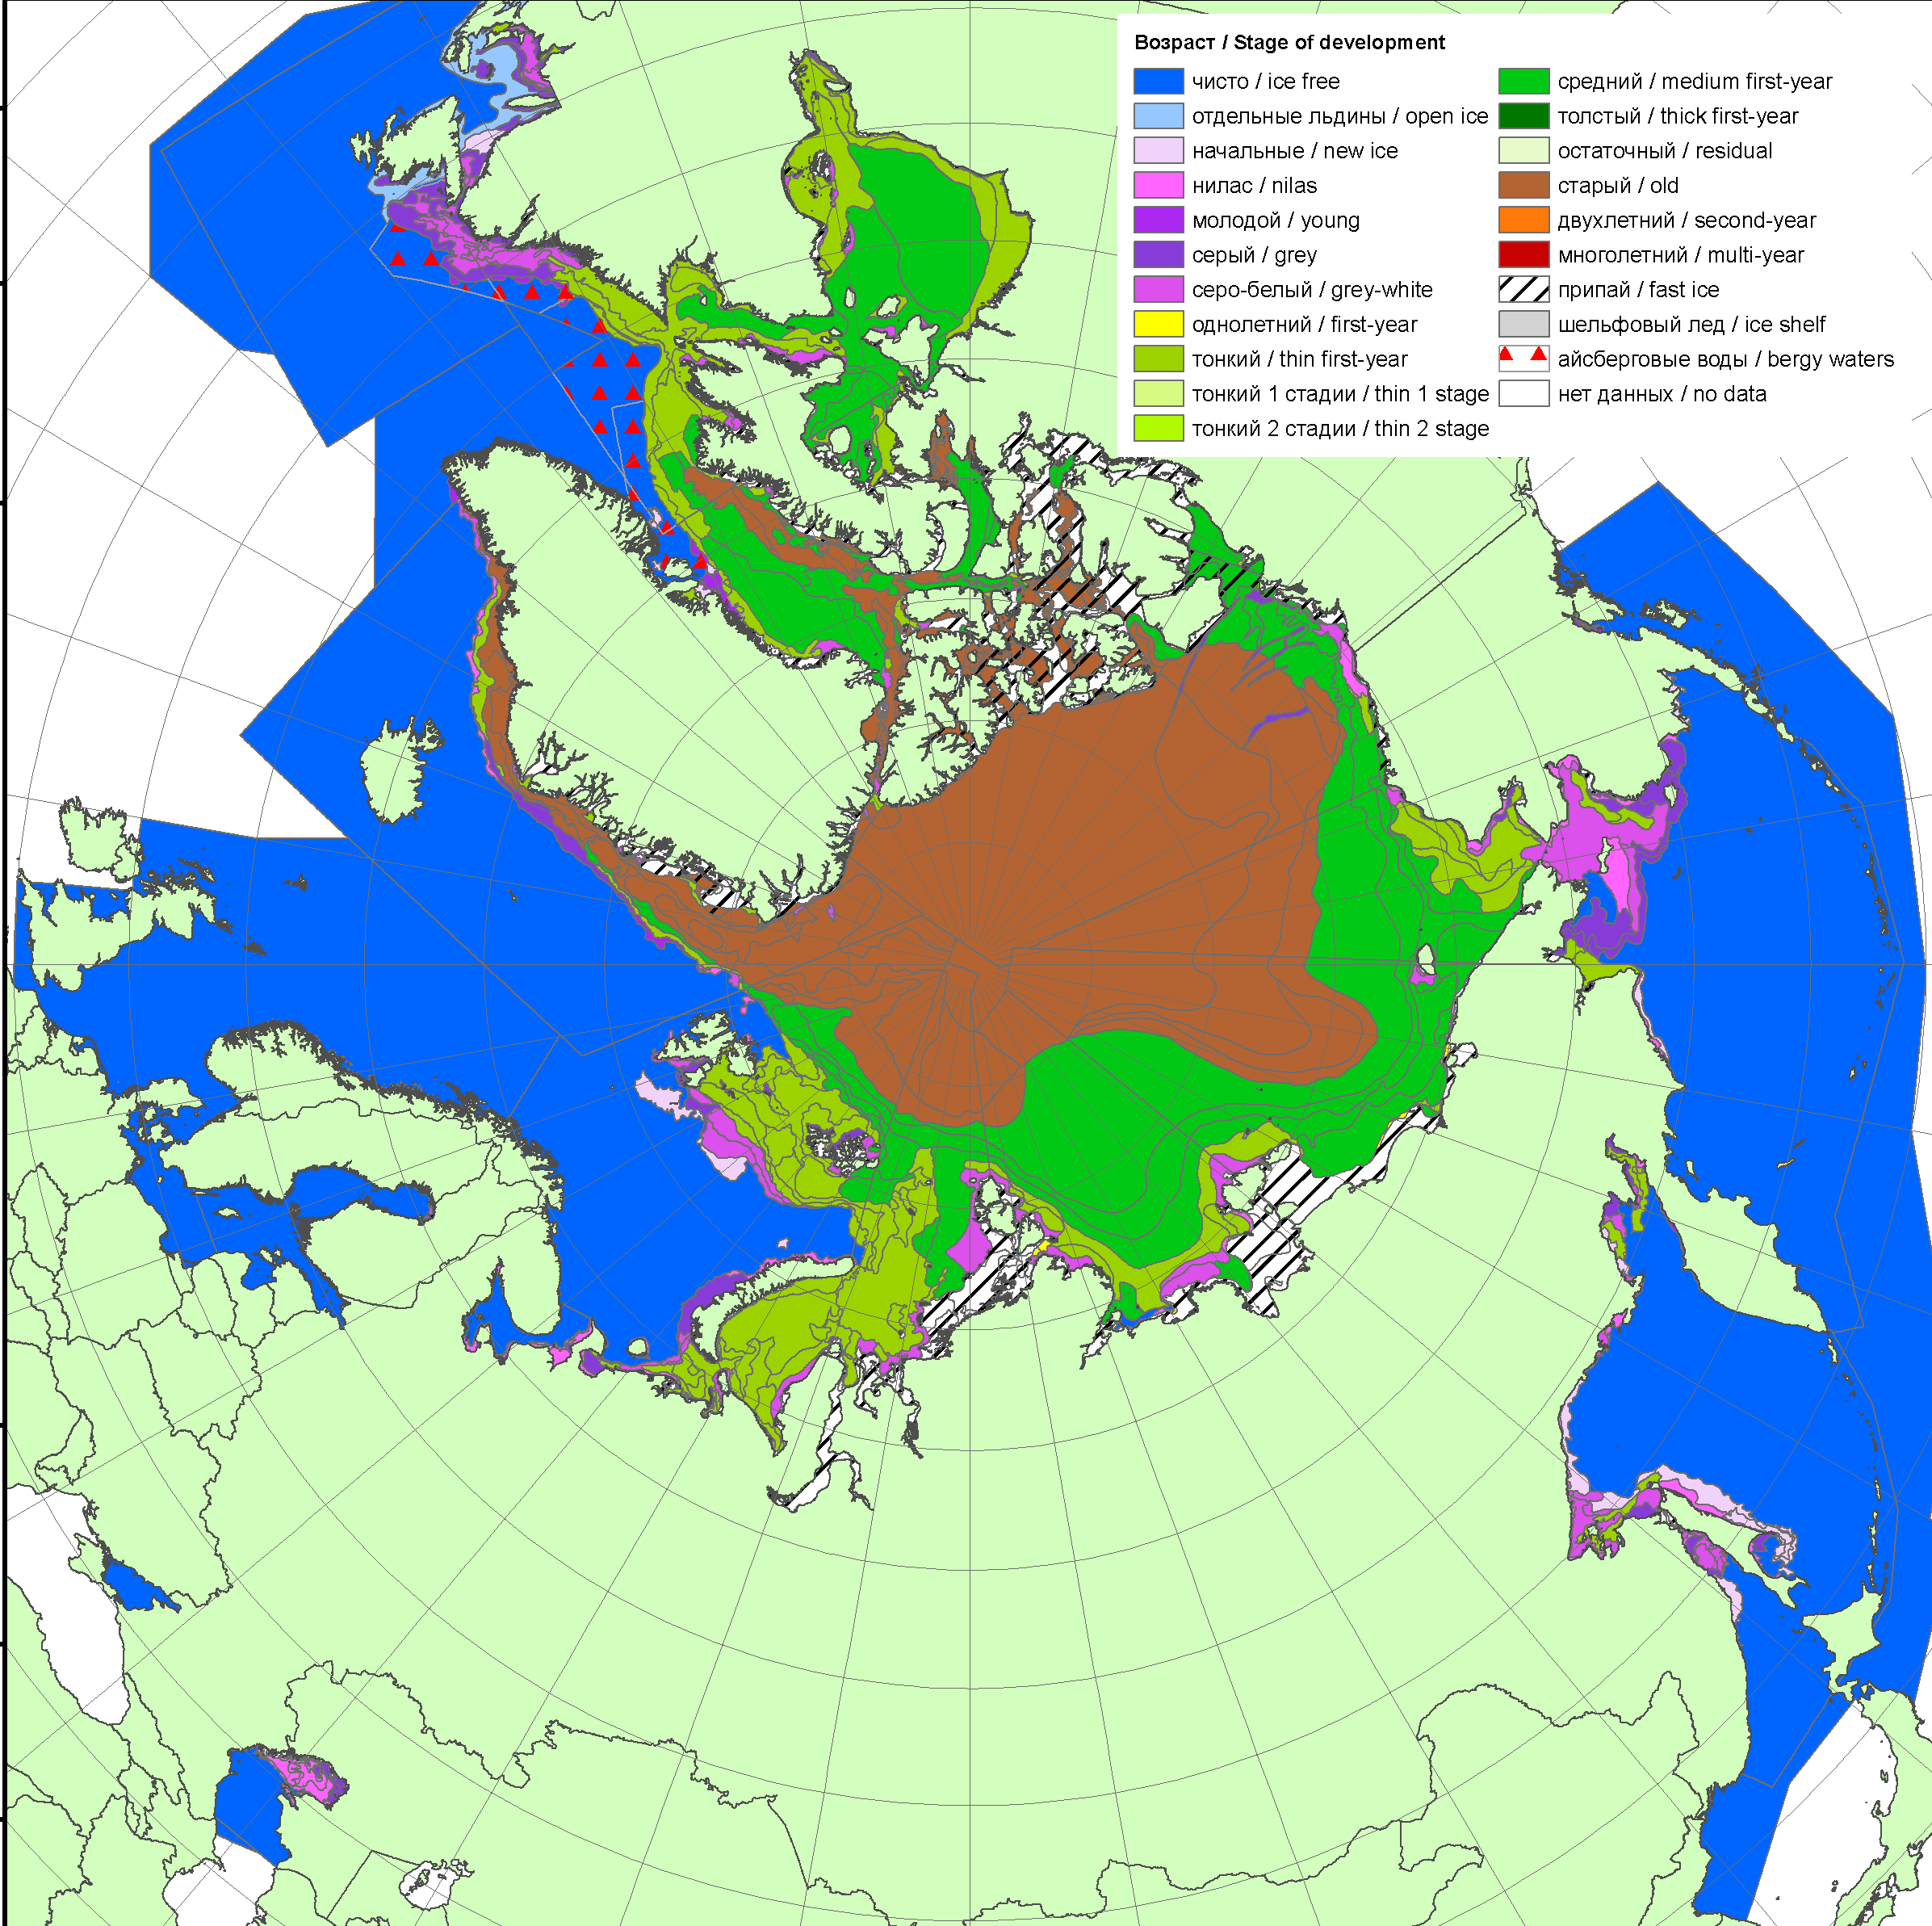 Возраст / Stage of development
чисто / ice free
отдельные льдины / open ice
начальные / new ice
нилас / nilas
молодой / young
серый / grey
серо-белый / grey-white
однолетний / first-year
тонкий / thin first-year
тонкий 1 стадии / thin 1 stage
тонкий 2 стадии / thin 2 stage
средний / medium first-year
толстый / thick first-year
остаточный / residual
старый / old
двухлетний / second-year
многолетний / multi-year
припай / fast ice
шельфовый лед / ice shelf
айсберговые воды / bergy waters
нет данных / no data